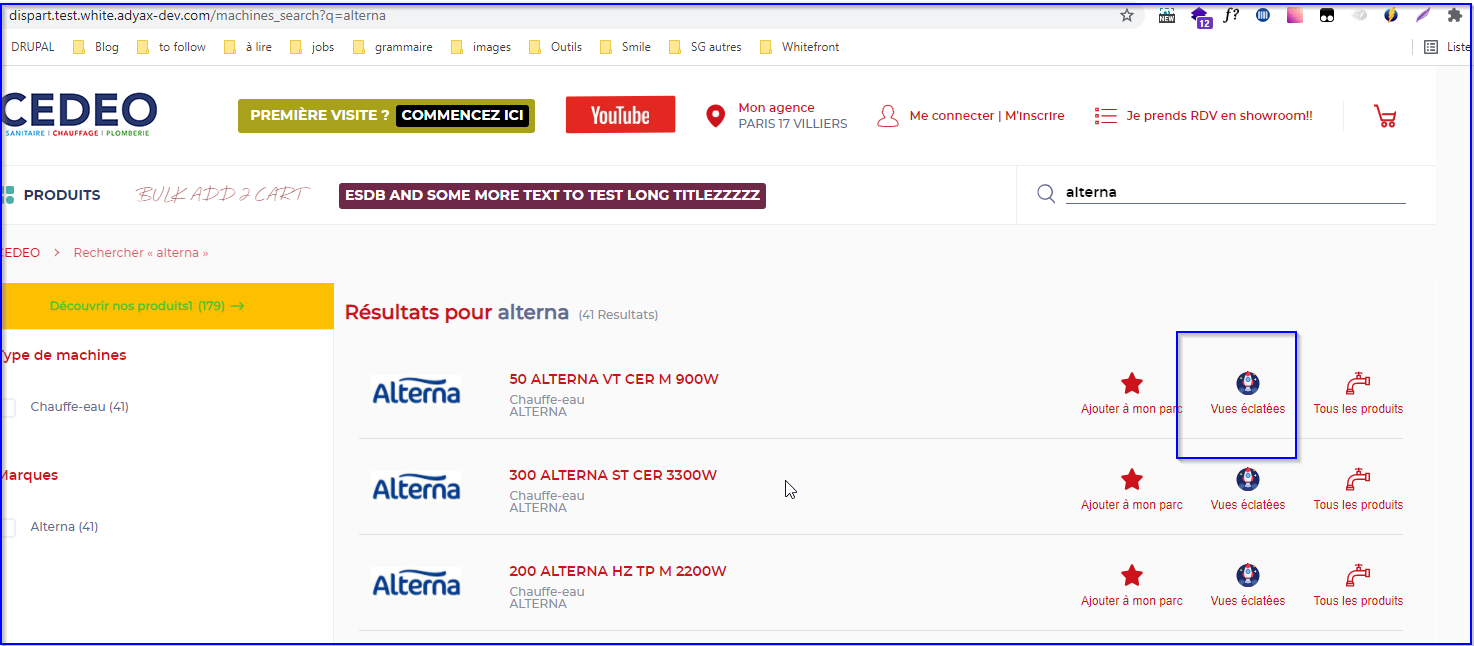 dispart.test.white.adyax-dev.com/machines_search?q=alterna
NEW
12
f?
DRUPAL Blog to follow à lire jobs grammaire images Outils Smile SG autres Whitefront Liste
CEDEO
SANITAIRE | CHAUFFAGE | PLOMBERIE
PREMIÈRE VISITE ? COMMENCEZ ICI
YouTube
Mon agence
PARIS 17 VILLIERS
Me connecter | M'inscrire
Je prends RDV en showroom!!
PRODUITS
BULK ADD 2 CART
ESDB AND SOME MORE TEXT TO TEST LONG TITLEZZZZZ
alterna
CEDEO > Rechercher « alterna »
Découvrir nos produits1 (179) →
Type de machines
Chauffe-eau (41)
Marques
Alterna (41)
Résultats pour alterna (41 Resultats)
Alterna
50 ALTERNA VT CER M 900W
Chauffe-eau
ALTERNA
Ajouter à mon parc
Vues éclatées
Tous les produits
Alterna
300 ALTERNA ST CER 3300W
Chauffe-eau
ALTERNA
Ajouter à mon parc
Vues éclatées
Tous les produits
Alterna
200 ALTERNA HZ TP M 2200W
Chauffe-eau
ALTERNA
Ajouter à mon parc
Vues éclatées
Tous les produits